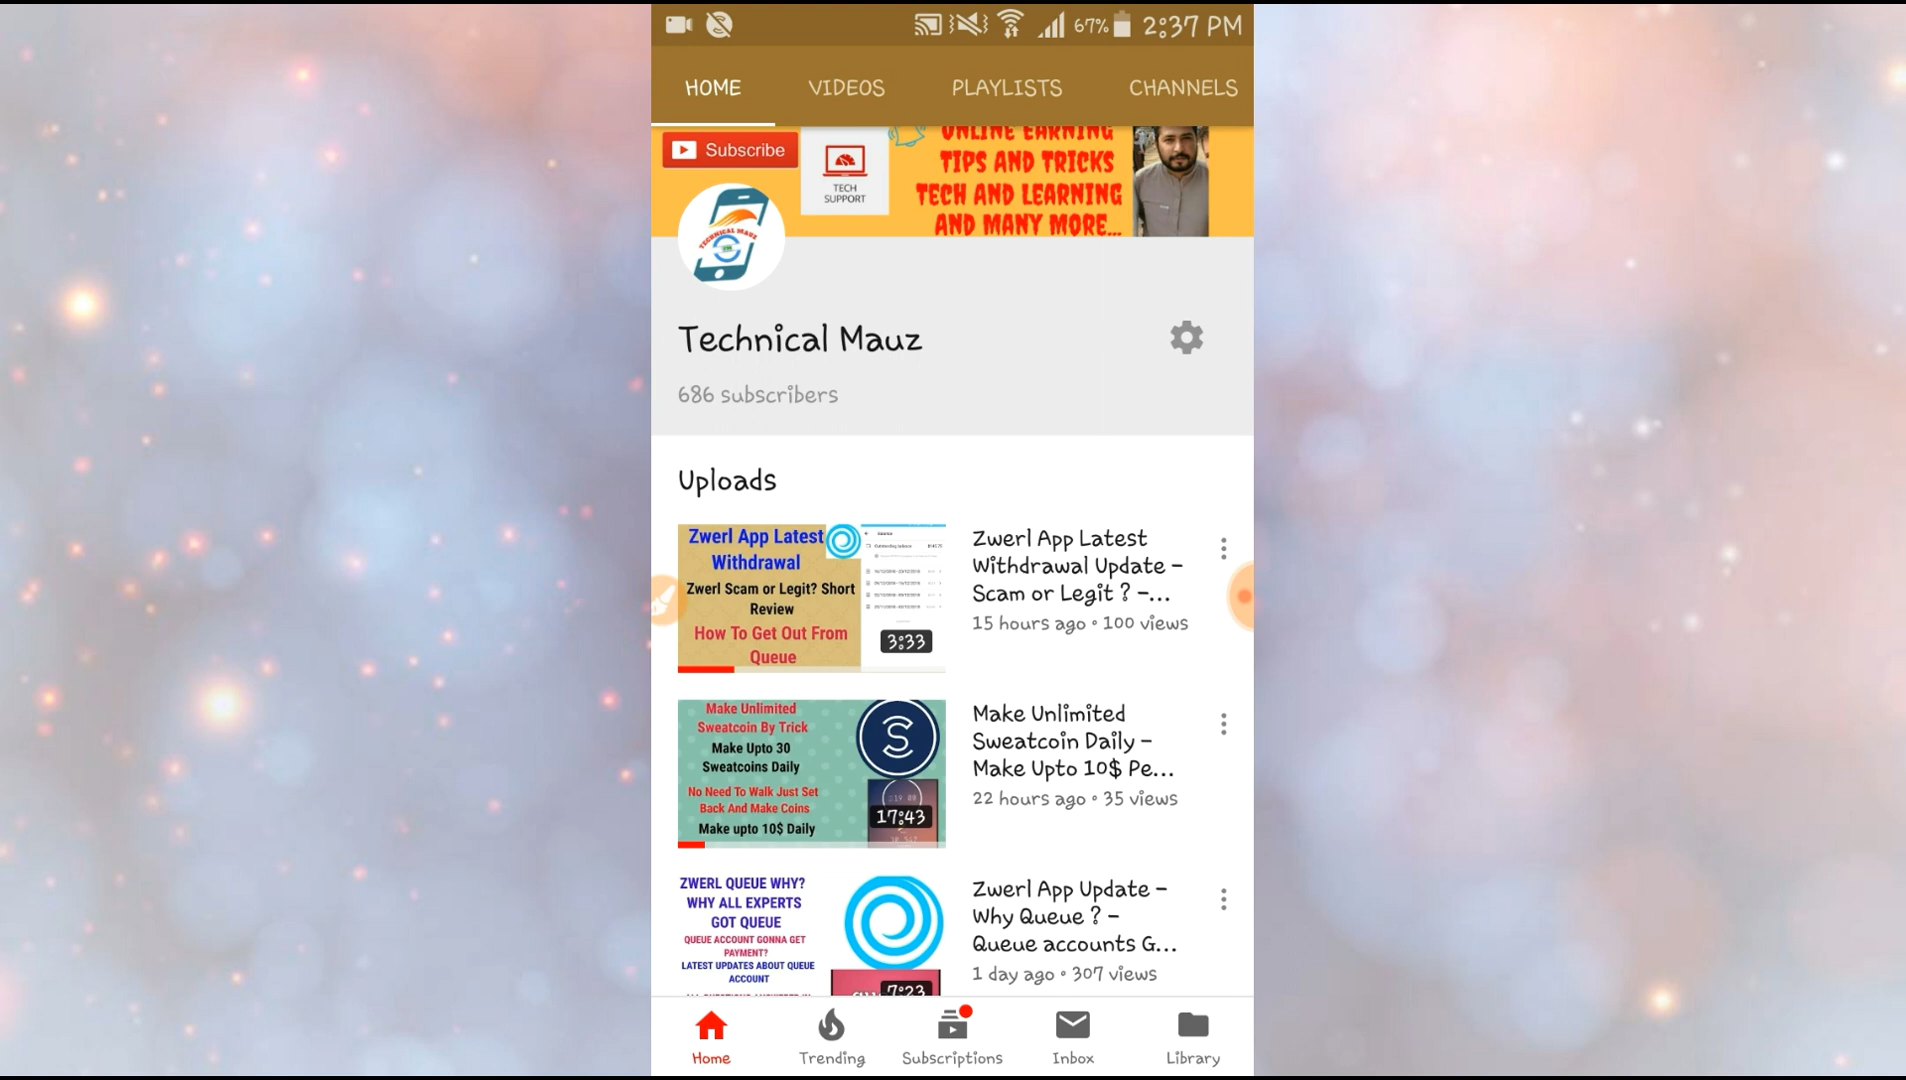 67% 2:37 PM
HOME VIDEOS PLAYLISTS CHANNELS
Subscribe
TECH
SUPPORT
ONLINE EARNING
TIPS AND TRICKS
TECH AND LEARNING
AND MANY MORE...
TECHNICAL MAUZ
Technical Mauz
686 subscribers
Uploads
Zwerl App Latest
Withdrawal
Zwerl Scam or Legit? Short
Review
How To Get Out From
Queue
3:33
Zwerl App Latest
Withdrawal Update -
Scam or Legit ? -...
15 hours ago • 100 views
Make Unlimited
Sweatcoin By Trick
Make Upto 30
Sweatcoins Daily
No Need To Walk Just Set
Back And Make Coins
Make upto 10$ Daily
S
17:43
Make Unlimited
Sweatcoin Daily -
Make Upto 10$ Pe...
22 hours ago • 35 views
ZWERL QUEUE WHY?
WHY ALL EXPERTS
GOT QUEUE
QUEUE ACCOUNT GONNA GET
PAYMENT?
LATEST UPDATES ABOUT QUEUE
ACCOUNT
7:23
Zwerl App Update -
Why Queue ? -
Queue accounts G...
1 day ago • 307 views
Home Trending Subscriptions Inbox Library